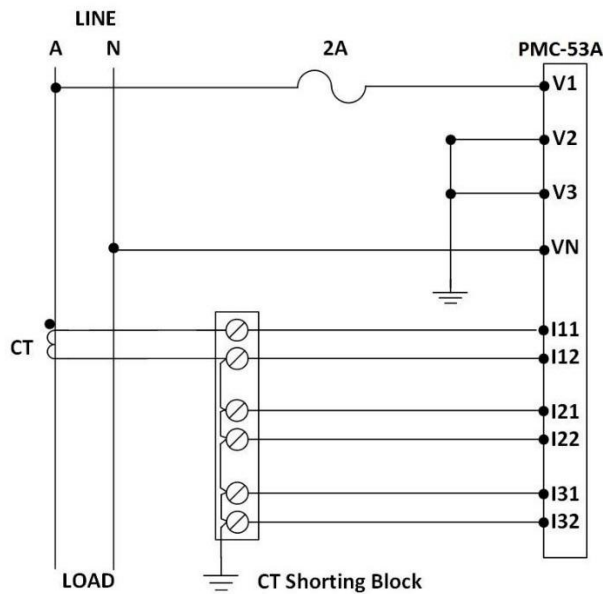 LINE
A N 2A PMC-53A
V1
V2
V3
VN
I11
CT I12
I21
I22
I31
I32
LOAD CT Shorting Block